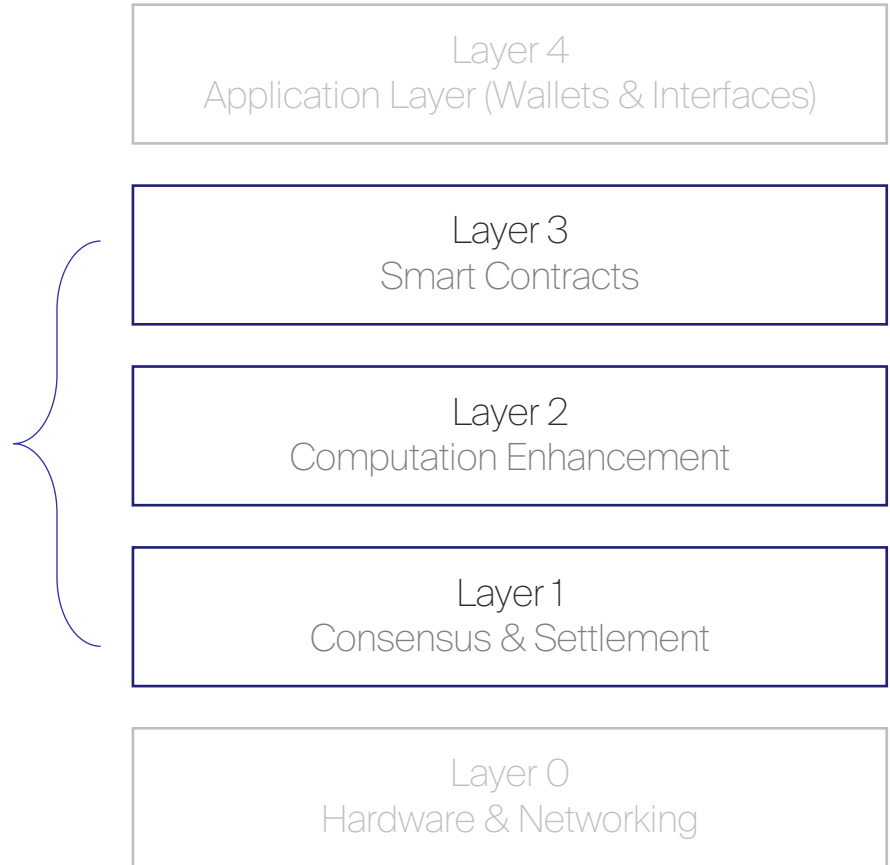 Layer 4
Application Layer (Wallets & Interfaces)
Layer 3
Smart Contracts
Layer 2
Computation Enhancement
Layer 1
Consensus & Settlement
Layer 0
Hardware & Networking